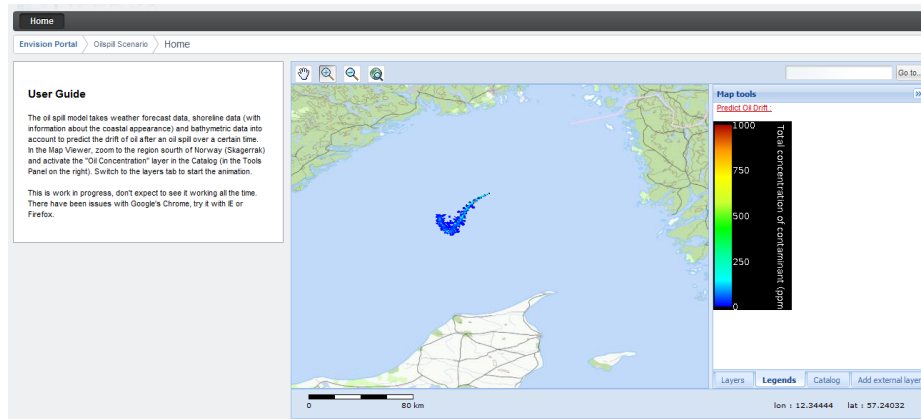 Home
Envision Portal Oilspill Scenario Home
User Guide
The oil spill model takes weather forecast data, shoreline data (with
information about the coastal appearance) and bathymetric data into
account to predict the drift of oil after an oil spill over a certain time.
In the Map Viewer, zoom to the region sourth of Norway (Skagerrak)
and activate the "Oil Concentration" layer in the Catalog (in the Tools
Panel on the right). Switch to the layers tab to start the animation.
This is work in progress, don't expect to see it working all the time.
There have been issues with Google's Chrome, try it with IE or
Firefox.
Go to...
Map tools
Predict Oil Drift :
1000
750
500
250
0
Total concentration of contaminant (ppm
Layers Legends Catalog Add external layer
0 80 km
lon : 12.34444 lat : 57.24032